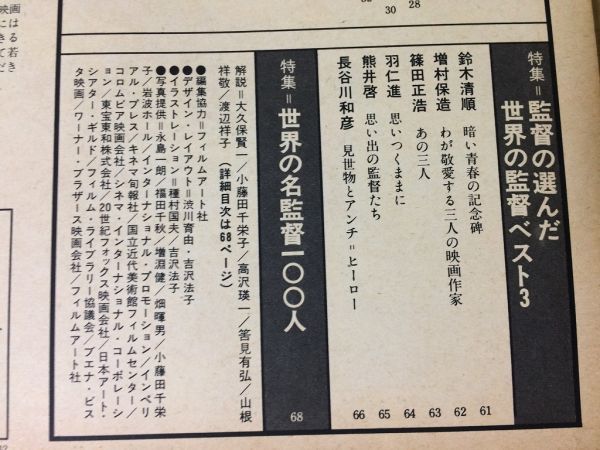 28
30
特集=監督の選んだ
世界の監督ベスト3
鈴木清順 暗い青春の記念碑 61
増村保造 わが敬愛する三人の映画作家 62
篠田正浩 あの三人 63
羽仁進 思いつくままに 64
熊井啓 思い出の監督たち 65
長谷川和彦 見世物とアンチ=ヒーロー 66
特集=世界の名監督一〇〇人 68
解説=大久保賢一/小藤田千栄子/高沢瑛一/筈見有弘/山根
祥敬/渡辺祥子 (詳細目次は68ページ)
●編集協力=フィルムアート社
●デザイン・レイアウト=渋川育由・吉沢法子
●イラストレーション=種村国夫/吉沢法子
●写真提供=永島一朗/福田千秋/増淵健/畑暉男/小藤田千栄
子/岩波ホール/インターナショナル・プロモーション/インペリ
アル・プレス/キネマ旬報社/国立近代美術館フィルムセンター/
コロムビア映画会社/シネマ・インターナショナル・コーポレーシ
ョン/東宝東和株式会社/20世紀フォックス映画会社/日本アート・
シアター・ギルド/フィルム・ライブラリー協議会/ブエナ・ビス
タ映画/ワーナー・ブラザース映画会社/フィルムアート社